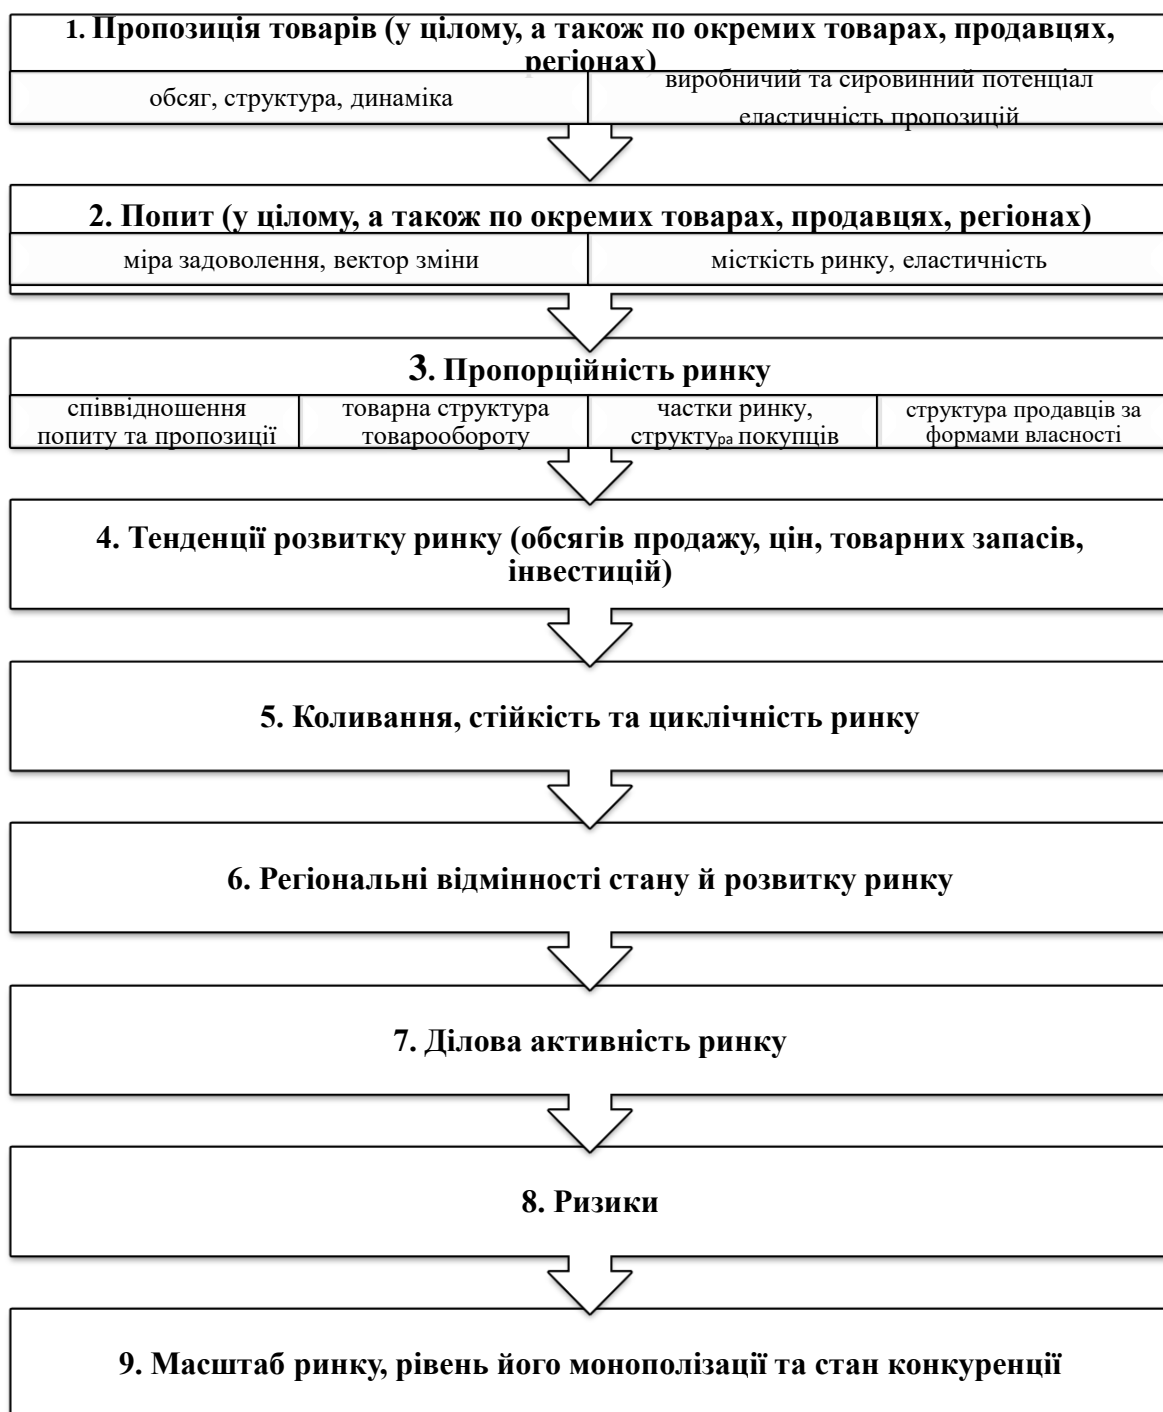 1. Пропозиція товарів (у цілому, а також по окремих товарах, продавцях,
регіонах)
обсяг, структура, динаміка
виробничий та сировинний потенціал
еластичність пропозицій
2. Попит (у цілому, а також по окремих товарах, продавцях, регіонах)
міра задоволення, вектор зміни
місткість ринку, еластичність
3. Пропорційність ринку
співвідношення
попиту та пропозиції
товарна структура
товарообороту
частки ринку,
структура покупців
структура продавців за
формами власності
4. Тенденції розвитку ринку (обсягів продажу, цін, товарних запасів,
інвестицій)
5. Коливання, стійкість та циклічність ринку
6. Регіональні відмінності стану й розвитку ринку
7. Ділова активність ринку
8. Ризики
9. Масштаб ринку, рівень його монополізації та стан конкуренції